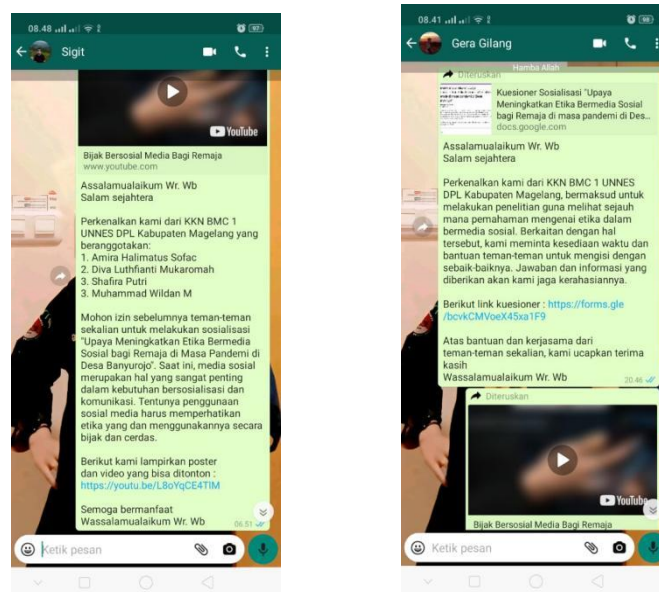 08.48
67
Sigit
YouTube
Bijak Bersosial Media Bagi Remaja
www.youtube.com
Assalamualaikum Wr. Wb
Salam sejahtera
Perkenalkan kami dari KKN BMC 1
UNNES DPL Kabupaten Magelang yang
beranggotakan:
1. Amira Halimatus Sofac
2. Diva Luthfianti Mukaromah
3. Shafira Putri
3. Muhammad Wildan M
Mohon izin sebelumnya teman-teman
sekalian untuk melakukan sosialisasi
"Upaya Meningkatkan Etika Bermedia
Sosial bagi Remaja di Masa Pandemi di
Desa Banyurojo". Saat ini, media sosial
merupakan hal yang sangat penting
dalam kebutuhan bersosialisasi dan
komunikasi. Tentunya penggunaan
sosial media harus memperhatikan
etika yang dan menggunakannya secara
bijak dan cerdas.
Berikut kami lampirkan poster
dan video yang bisa ditonton :
https://youtu.be/L8oYqCE4TlM
Semoga bermanfaat
Wassalamualaikum Wr. Wb
06.51
Ketik pesan
08.41
68
Gera Gilang
Hamba Allah
Diteruskan
Kuesioner Sosialisasi "Upaya
Meningkatkan Etika Bermedia Sosial
bagi Remaja di masa pandemi di Des...
docs.google.com
Assalamualaikum Wr. Wb
Salam sejahtera
Perkenalkan kami dari KKN BMC 1 UNNES
DPL Kabupaten Magelang, bermaksud untuk
melakukan penelitian guna melihat sejauh
mana pemahaman mengenai etika dalam
bermedia sosial. Berkaitan dengan hal
tersebut, kami meminta kesediaan waktu dan
bantuan teman-teman untuk mengisi dengan
sebaik-baiknya. Jawaban dan informasi yang
diberikan akan kami jaga kerahasiannya.
Berikut link kuesioner : https://forms.gle
/bcvkCMVoeX45xa1F9
Atas bantuan dan kerjasama dari
teman-teman sekalian, kami ucapkan terima
kasih
Wassalamualaikum Wr. Wb
20.46
Diteruskan
YouTube
Bijak Bersosial Media Bagi Remaja
Ketik pesan